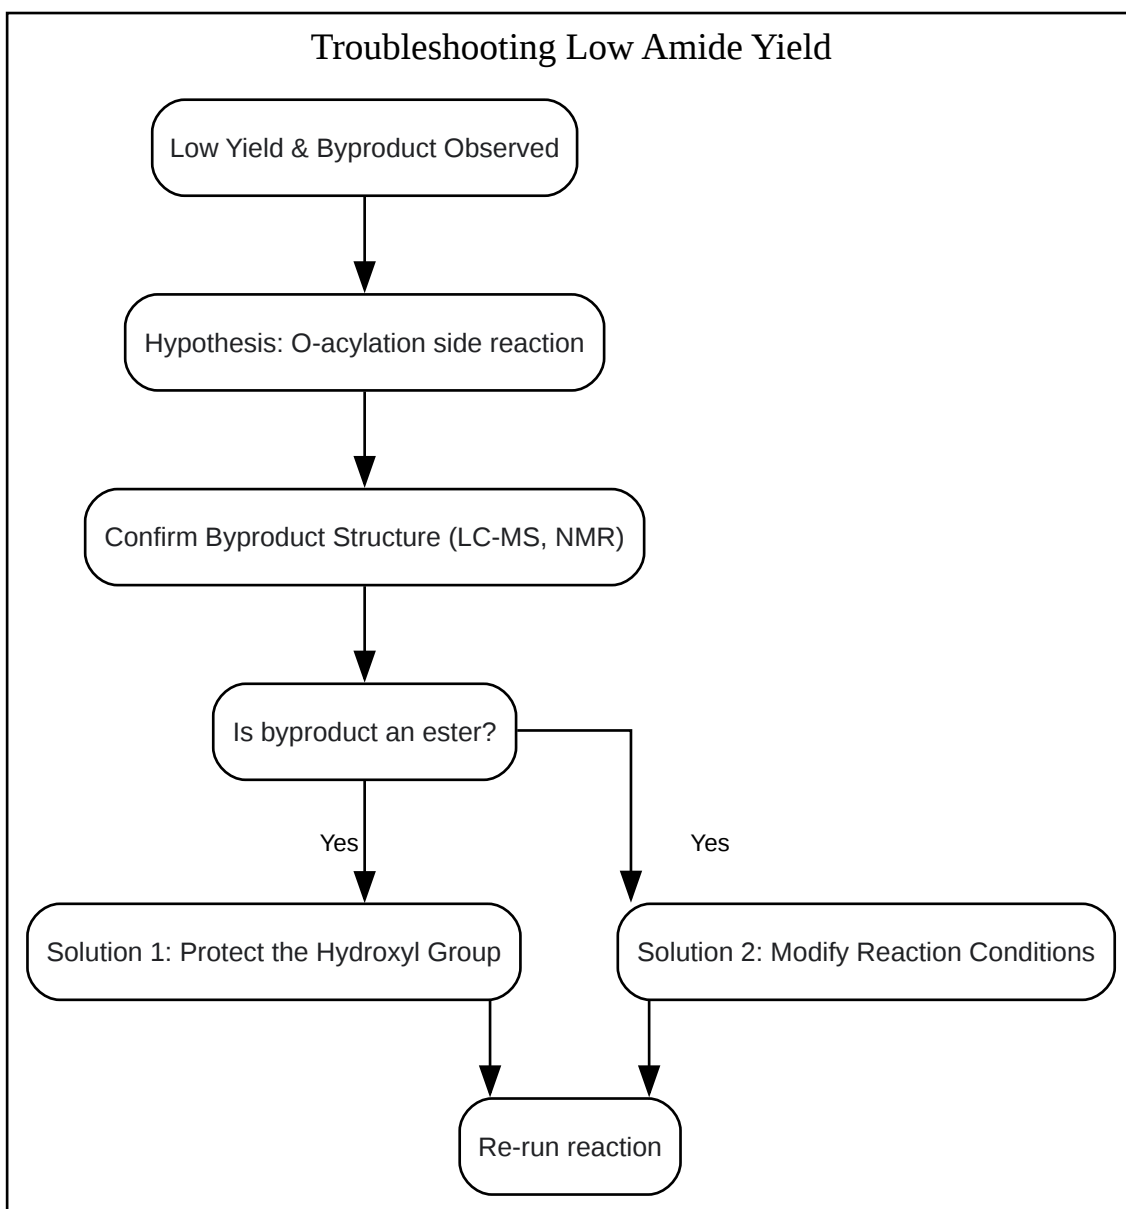 Troubleshooting Low Amide Yield
Low Yield & Byproduct Observed
Hypothesis: O-acylation side reaction
Confirm Byproduct Structure (LC-MS, NMR)
Is byproduct an ester?
Yes
Yes
Solution 1: Protect the Hydroxyl Group
Solution 2: Modify Reaction Conditions
Re-run reaction